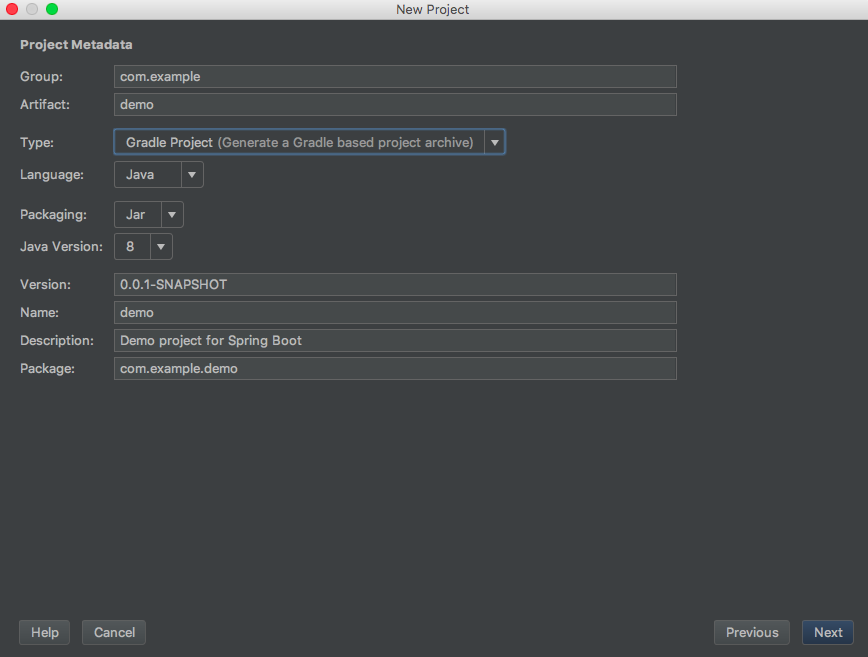 New Project
Project Metadata
Group: com.example
Artifact: demo
Type: Gradle Project (Generate a Gradle based project archive)
Language: Java
Packaging: Jar
Java Version: 8
Version: 0.0.1-SNAPSHOT
Name: demo
Description: Demo project for Spring Boot
Package: com.example.demo
Help Cancel Previous Next